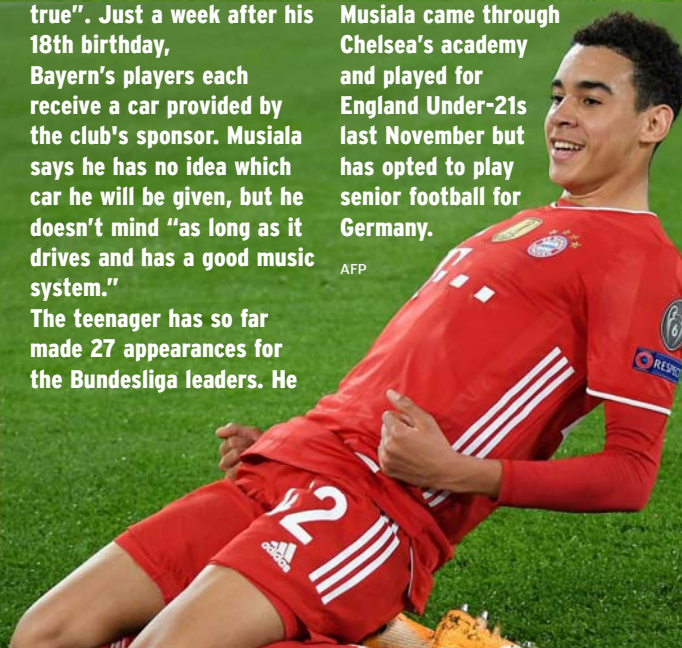 true”. Just a week after his
18th birthday,
Bayern’s players each
receive a car provided by
the club's sponsor. Musiala
says he has no idea which
car he will be given, but he
doesn’t mind “as long as it
drives and has a good music
system.”
The teenager has so far
made 27 appearances for
the Bundesliga leaders. He
Musiala came through
Chelsea’s academy
and played for
England Under-21s
last November but
has opted to play
senior football for
Germany.
AFP
6
RESPECT
2
adidas